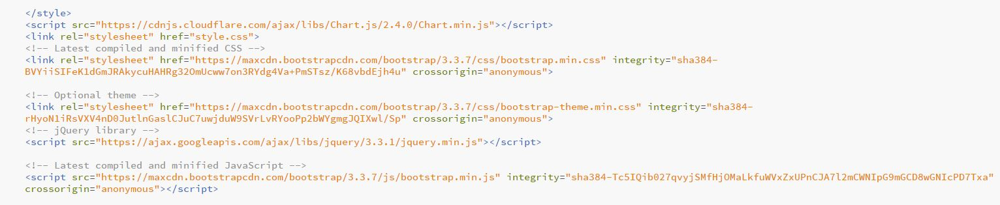 </style>
<script src="https://cdnjs.cloudflare.com/ajax/libs/Chart.js/2.4.0/Chart.min.js"></script>
<link rel="stylesheet" href="style.css">
<!-- Latest compiled and minified CSS -->
<link rel="stylesheet" href="https://maxcdn.bootstrapcdn.com/bootstrap/3.3.7/css/bootstrap.min.css" integrity="sha384-
BVYiiSIFeK1dGmJRAkycuHAHRg32OmUcww7on3RYdg4Va+PmSTsz/K68vbdEjh4u" crossorigin="anonymous">
<!-- Optional theme -->
<link rel="stylesheet" href="https://maxcdn.bootstrapcdn.com/bootstrap/3.3.7/css/bootstrap-theme.min.css" integrity="sha384-
rHyoN1iRsVXV4nD0JutlnGaslCJuC7uwjduW9SVrLvRYooPp2bWYgmgJQIXwl/Sp" crossorigin="anonymous">
<!-- jQuery library -->
<script src="https://ajax.googleapis.com/ajax/libs/jquery/3.3.1/jquery.min.js"></script>
<!-- Latest compiled and minified JavaScript -->
<script src="https://maxcdn.bootstrapcdn.com/bootstrap/3.3.7/js/bootstrap.min.js" integrity="sha384-Tc5IQib027qvyjSMfHjOMaLkfuWVxZxUPnCJA7l2mCWNIpG9mGCD8wGNIcPD7Txa"
crossorigin="anonymous"></script>